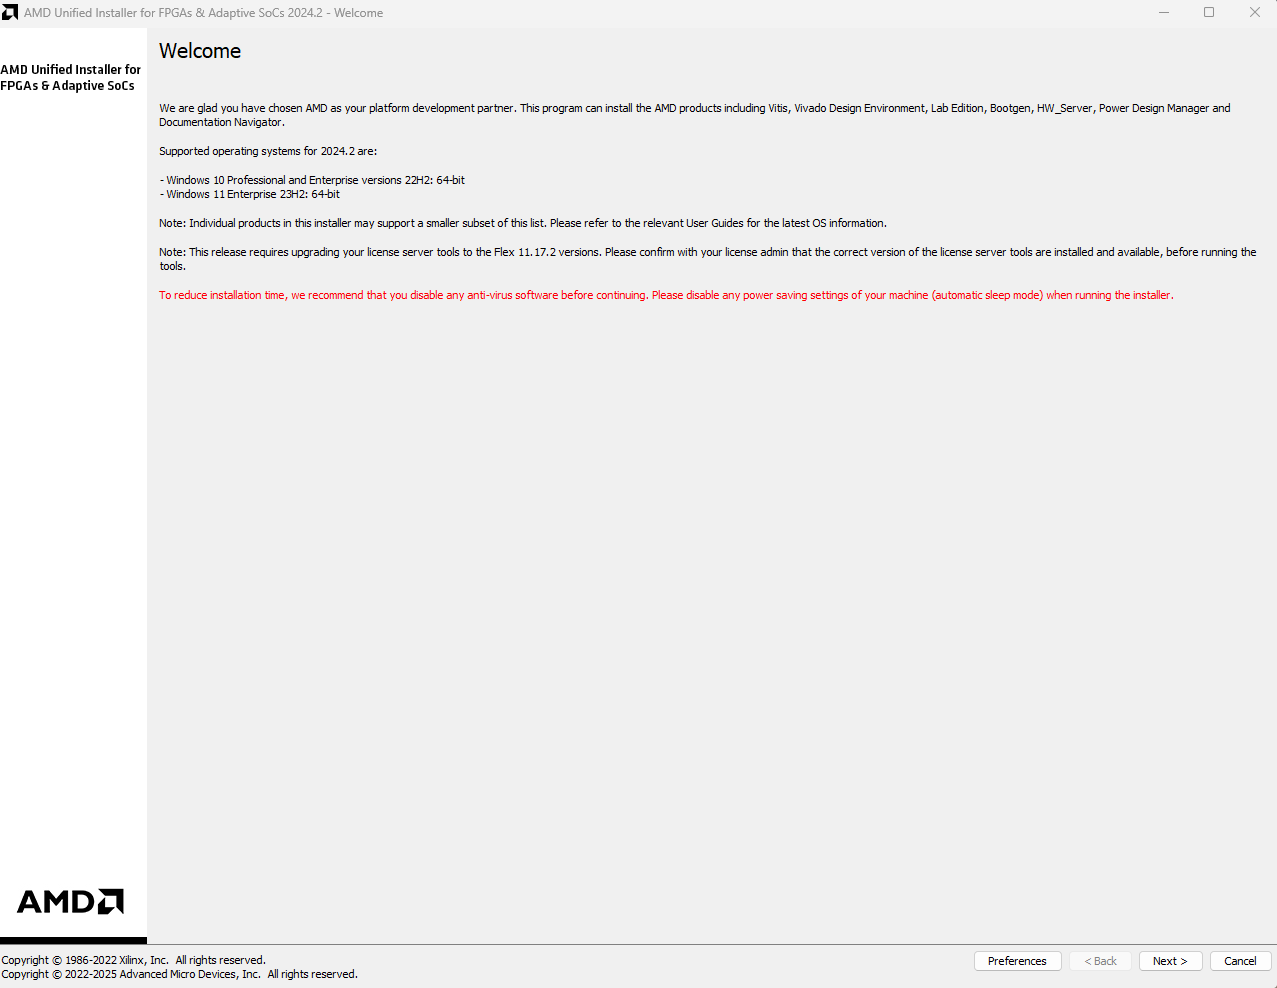 AMD Unified Installer for FPGAs & Adaptive SoCs 2024.2 - Welcome
AMD Unified Installer for
FPGAs & Adaptive SoCs
Welcome
We are glad you have chosen AMD as your platform development partner. This program can install the AMD products including Vitis, Vivado Design Environment, Lab Edition, Bootgen, HW_Server, Power Design Manager and
Documentation Navigator.
Supported operating systems for 2024.2 are:
- Windows 10 Professional and Enterprise versions 22H2: 64-bit
- Windows 11 Enterprise 23H2: 64-bit
Note: Individual products in this installer may support a smaller subset of this list. Please refer to the relevant User Guides for the latest OS information.
Note: This release requires upgrading your license server tools to the Flex 11.17.2 versions. Please confirm with your license admin that the correct version of the license server tools are installed and available, before running the
tools.
To reduce installation time, we recommend that you disable any anti-virus software before continuing. Please disable any power saving settings of your machine (automatic sleep mode) when running the installer.
AMD
Copyright © 1986-2022 Xilinx, Inc.  All rights reserved.
Copyright © 2022-2025 Advanced Micro Devices, Inc.  All rights reserved.
Preferences
< Back
Next >
Cancel